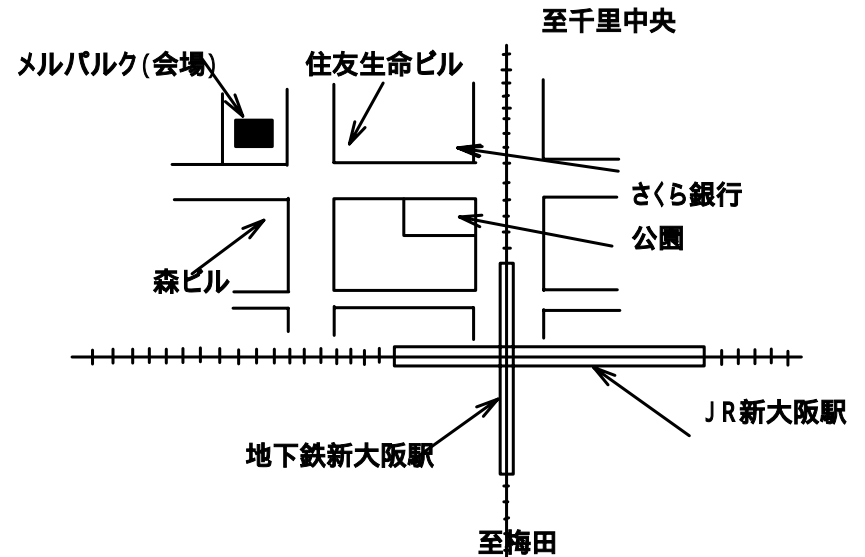 至千里中央
メルパルク(会場)
住友生命ビル
さくら銀行
公園
森ビル
JR新大阪駅
地下鉄新大阪駅
至梅田